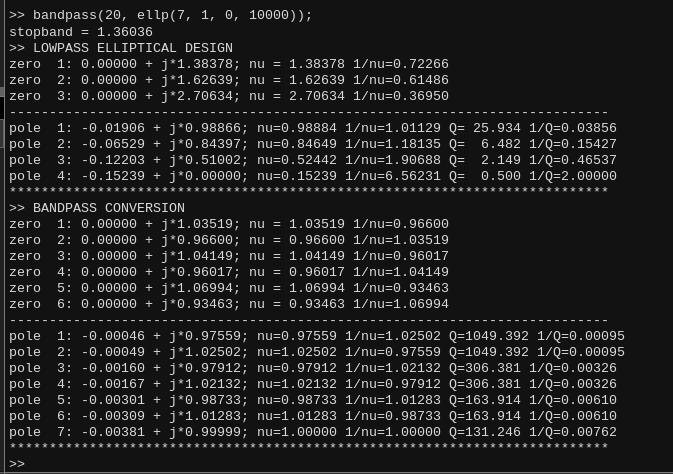 >> bandpass(20, ellp(7, 1, 0, 10000));
stopband = 1.36036
>> LOWPASS ELLIPTICAL DESIGN
zero  1: 0.00000 + j*1.38378; nu = 1.38378 1/nu=0.72266
zero  2: 0.00000 + j*1.62639; nu = 1.62639 1/nu=0.61486
zero  3: 0.00000 + j*2.70634; nu = 2.70634 1/nu=0.36950
---------------------------------------------------------------------------
pole  1: -0.01906 + j*0.98866; nu=0.98884 1/nu=1.01129 Q= 25.934 1/Q=0.03856
pole  2: -0.06529 + j*0.84397; nu=0.84649 1/nu=1.18135 Q=  6.482 1/Q=0.15427
pole  3: -0.12203 + j*0.51002; nu=0.52442 1/nu=1.90688 Q=  2.149 1/Q=0.46537
pole  4: -0.15239 + j*0.00000; nu=0.15239 1/nu=6.56231 Q=  0.500 1/Q=2.00000
***************************************************************************
>> BANDPASS CONVERSION
zero  1: 0.00000 + j*1.03519; nu = 1.03519 1/nu=0.96600
zero  2: 0.00000 + j*0.96600; nu = 0.96600 1/nu=1.03519
zero  3: 0.00000 + j*1.04149; nu = 1.04149 1/nu=0.96017
zero  4: 0.00000 + j*0.96017; nu = 0.96017 1/nu=1.04149
zero  5: 0.00000 + j*1.06994; nu = 1.06994 1/nu=0.93463
zero  6: 0.00000 + j*0.93463; nu = 0.93463 1/nu=1.06994
---------------------------------------------------------------------------
pole  1: -0.00046 + j*0.97559; nu=0.97559 1/nu=1.02502 Q=1049.392 1/Q=0.00095
pole  2: -0.00049 + j*1.02502; nu=1.02502 1/nu=0.97559 Q=1049.392 1/Q=0.00095
pole  3: -0.00160 + j*0.97912; nu=0.97912 1/nu=1.02132 Q=306.381 1/Q=0.00326
pole  4: -0.00167 + j*1.02132; nu=1.02132 1/nu=0.97912 Q=306.381 1/Q=0.00326
pole  5: -0.00301 + j*0.98733; nu=0.98733 1/nu=1.01283 Q=163.914 1/Q=0.00610
pole  6: -0.00309 + j*1.01283; nu=1.01283 1/nu=0.98733 Q=163.914 1/Q=0.00610
pole  7: -0.00381 + j*0.99999; nu=1.00000 1/nu=1.00000 Q=131.246 1/Q=0.00762
***************************************************************************
>>